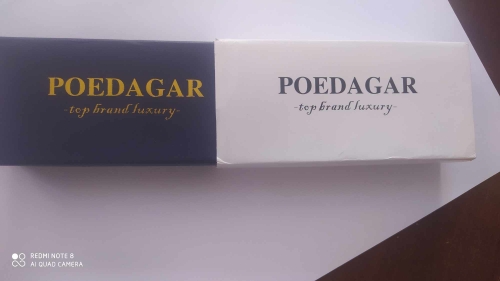 POEDAGAR
-top brand luxury-
POEDAGAR
-top brand luxury-
REDMI NOTE 8
AI QUAD CAMERA